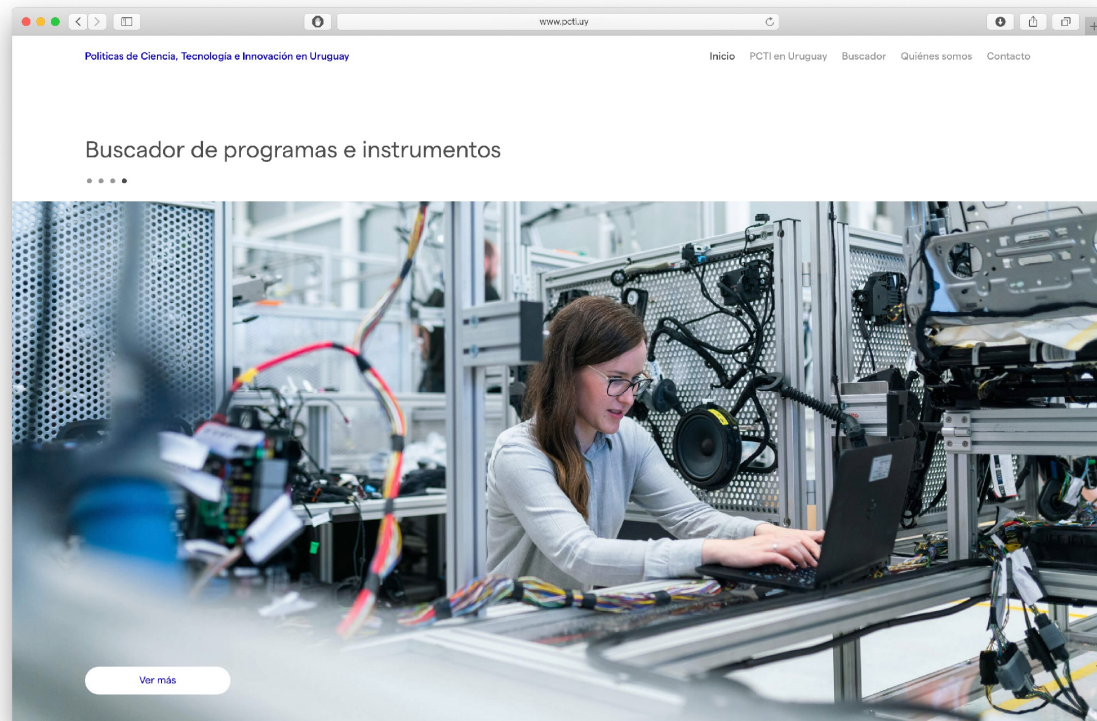 www.pcti.uy
Políticas de Ciencia, Tecnología e Innovación en Uruguay
Inicio PCTI en Uruguay Buscador Quiénes somos Contacto
Buscador de programas e instrumentos
Ver más